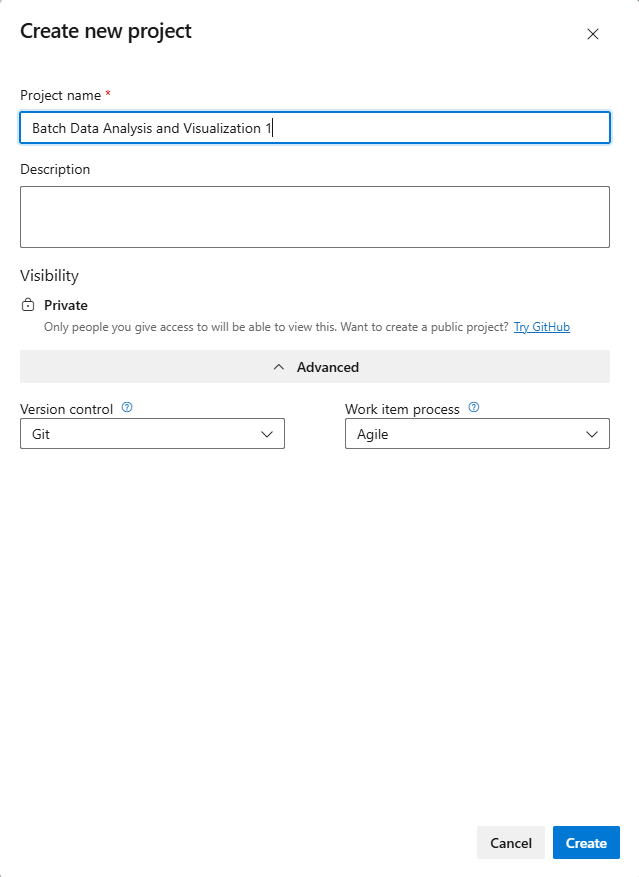 Create new project
Project name *
Batch Data Analysis and Visualization 1
Description
Visibility
Private
Only people you give access to will be able to view this. Want to create a public project? Try GitHub
Advanced
Version control
Work item process
Git
Agile
Cancel
Create